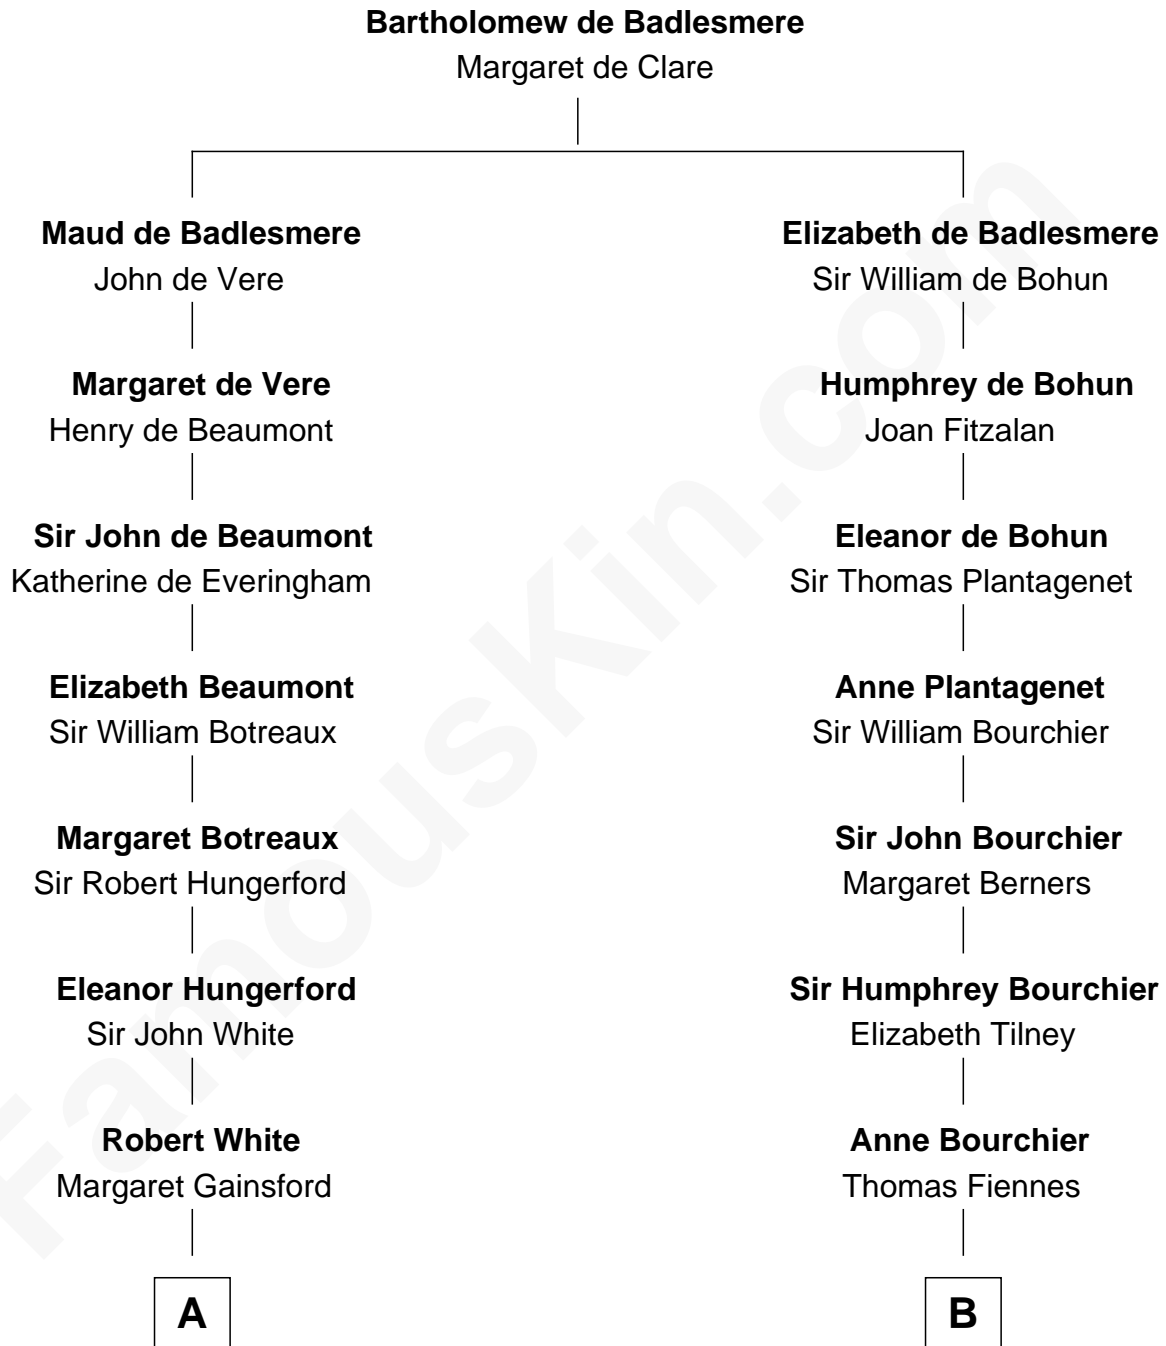 Bartholomew de Badlesmere
Margaret de Clare
Maud de Badlesmere
John de Vere
Elizabeth de Badlesmere
Sir William de Bohun
Margaret de Vere
Henry de Beaumont
Humphrey de Bohun
Joan Fitzalan
Sir John de Beaumont
Katherine de Everingham
Eleanor de Bohun
Sir Thomas Plantagenet
Elizabeth Beaumont
Sir William Botreaux
Anne Plantagenet
Sir William Bourchier
Margaret Botreaux
Sir Robert Hungerford
Sir John Bourchier
Margaret Berners
Eleanor Hungerford
Sir John White
Sir Humphrey Bourchier
Elizabeth Tilney
Robert White
Margaret Gainsford
Anne Bourchier
Thomas Fiennes
A
B
FamousKin.com